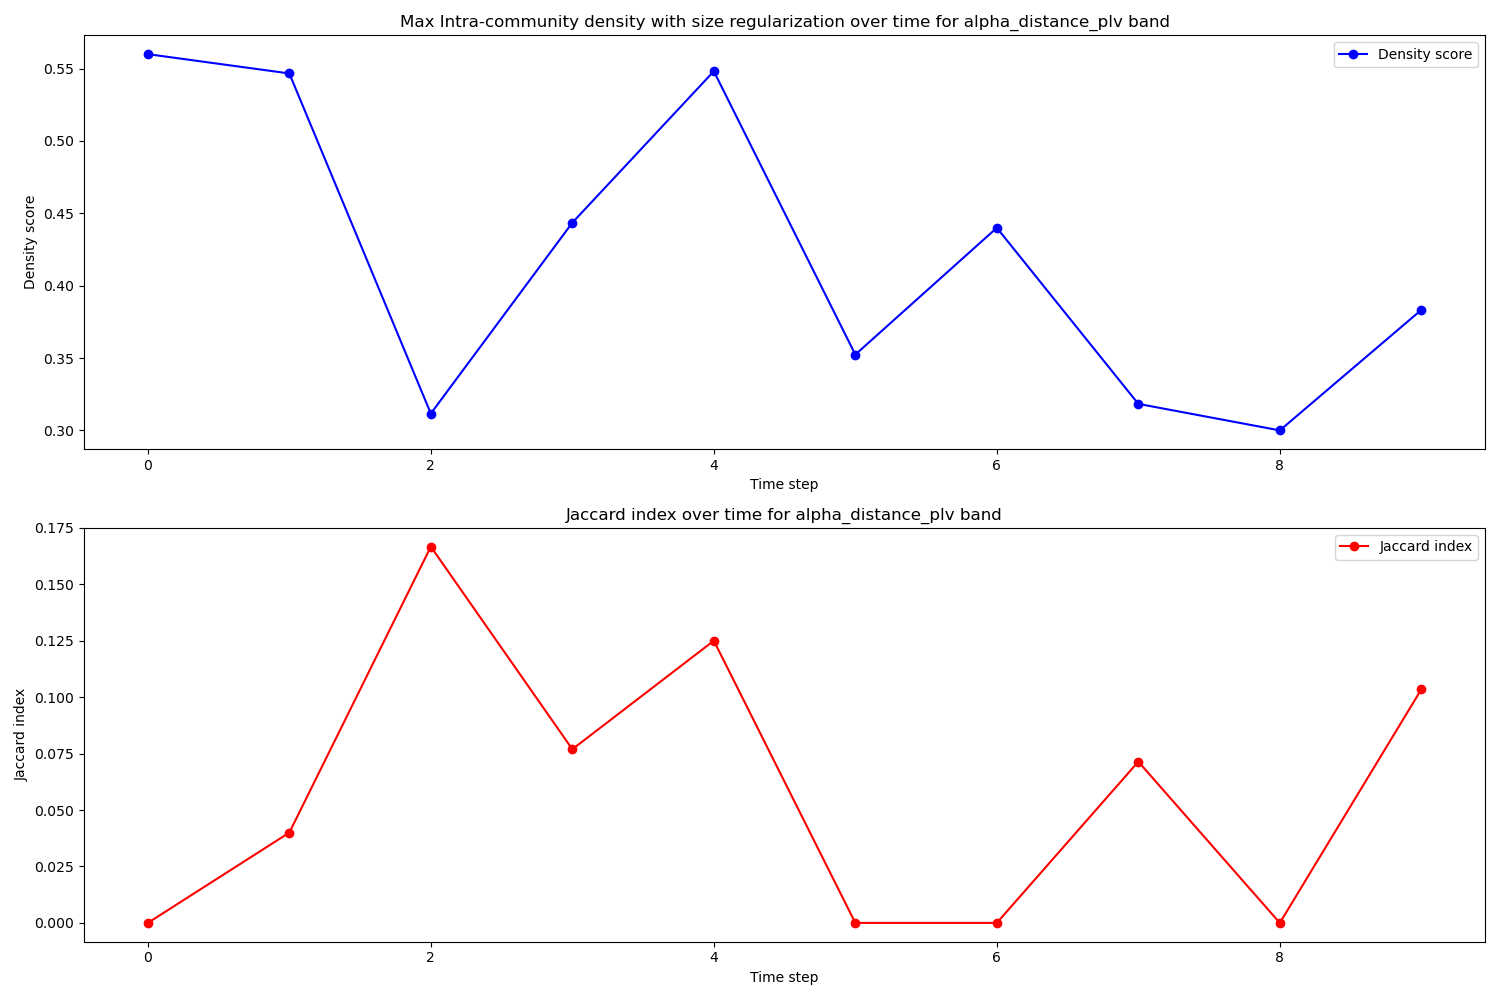 Max Intra-community density with size regularization over time for alpha_distance_plv band
Density score
0.55
0.50
0.45
0.40
0.35
0.30
Density score
0 2 4 6 8
Time step
Jaccard index over time for alpha_distance_plv band
Jaccard index
0.175
0.150
0.125
0.100
0.075
0.050
0.025
0.000
Jaccard index
0 2 4 6 8
Time step